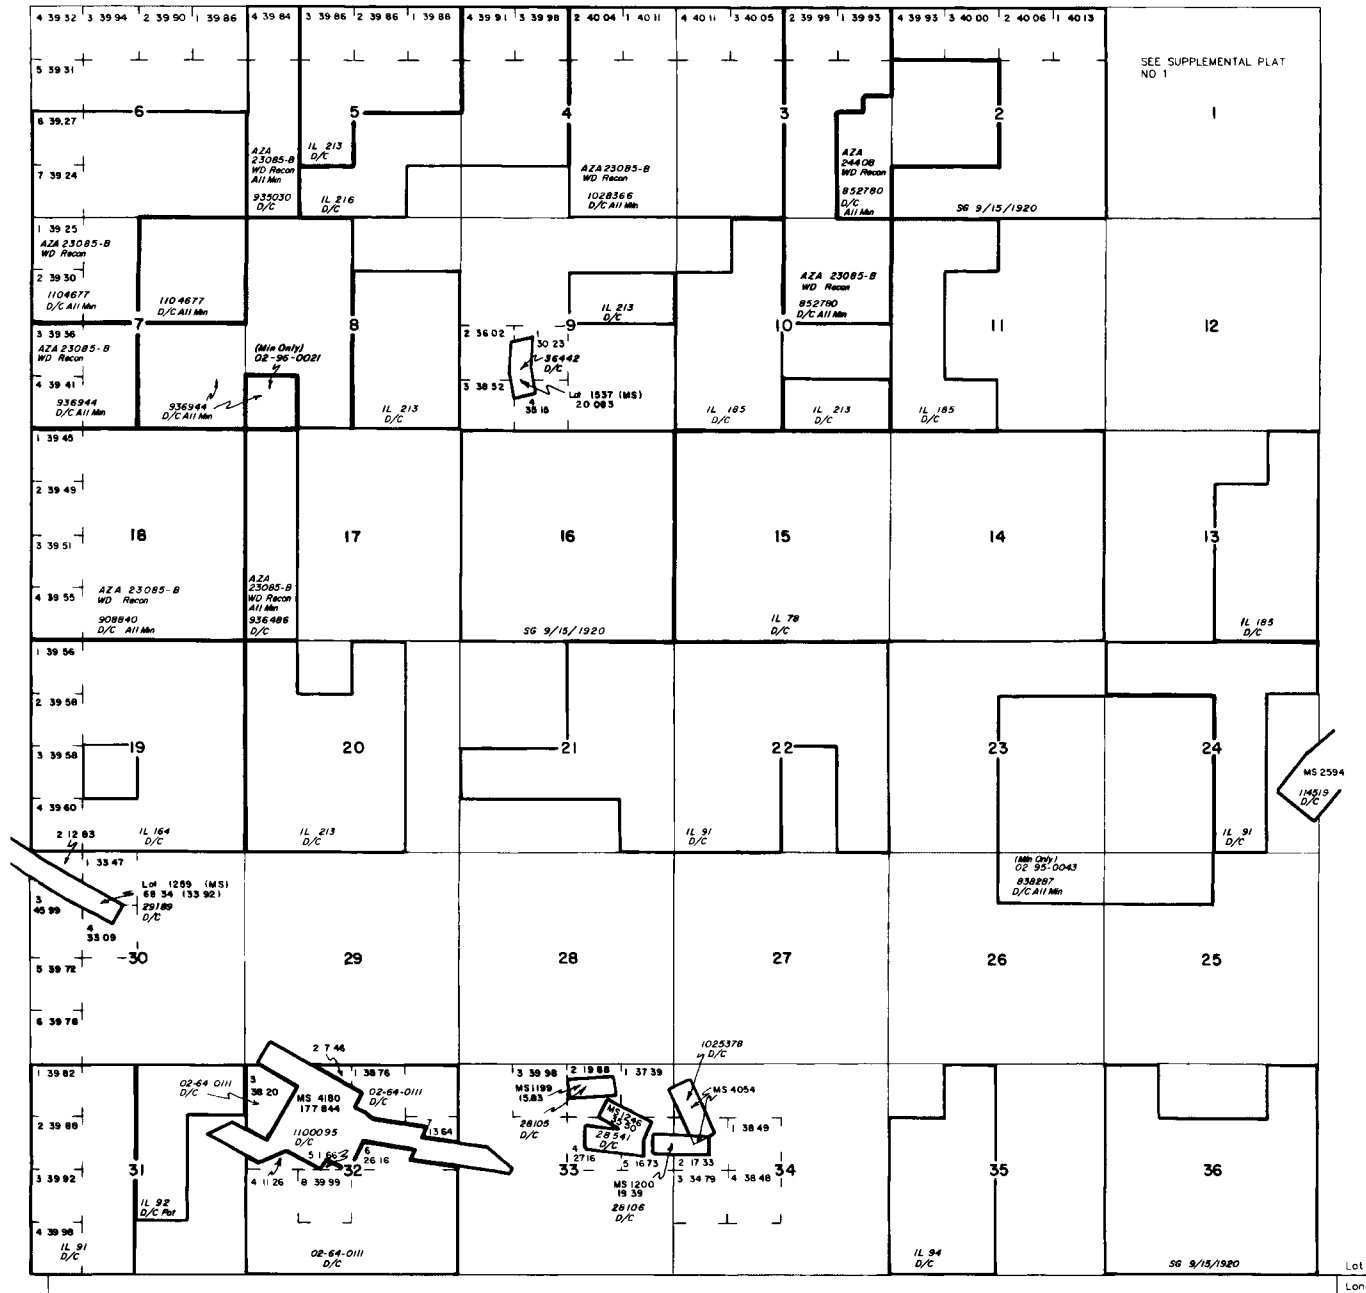 4 39 32 3 39 94 2 39 90 1 39 86 4 39 84 3 39 86 2 39 86 1 39 88 4 39 91 3 39 98 2 40 04 1 40 11 4 40 11 3 40 05 2 39 99 1 39 93 4 39 93 3 40 00 2 40 06 1 40 13
SEE SUPPLEMENTAL PLAT
NO 1
5 39 31
6 39.27
7 39 24
6
5
4
3
2
1
AZA
23085-B
WD Recon
All Min
935030
D/C
IL 213
D/C
IL 216
D/C
AZA 23085-B
WD Recon
1028366
D/C All Min
AZA
24408
WD Recon
852780
D/C
All Min
SG 9/15/1920
1 39.25
AZA 23085-B
WD Recon
2 39 30
1104677
D/C All Min
1104677
D/C All Min
7
8
9
10
11
12
3 39 36
AZA 23085-B
WD Recon
4 39 41
936944
D/C All Min
936944
D/C All Min
(Min Only)
02-96-0021
IL 213
D/C
IL 213
D/C
2 36 02
30 23
36442
D/C
3 38 52
Lot 1537 (MS)
20 083
4
AZA 23085-B
WD Recon
852780
D/C All Min
IL 185
D/C
IL 213
D/C
IL 185
D/C
1 39 45
2 39 49
3 39 51
4 39 55
18
17
16
15
14
13
AZA 23085-B
WD Recon
908840
D/C All Min
AZA
23085-B
WD Recon
All Min
936486
D/C
SG 9/15/1920
IL 78
D/C
IL 185
D/C
1 39 56
2 39 58
3 39 58
4 39 60
19
20
21
22
23
24
MS 2594
114519
D/C
IL 164
D/C
IL 213
D/C
IL 91
D/C
IL 91
D/C
2 12 83
1 33.47
Lot 1289 (MS)
68 34 (33 92)
29189
D/C
3
45 99
4
33 09
(Min Only)
02 95-0043
838287
D/C All Min
5 39 72
6 39 78
30
29
28
27
26
25
2 7 46
1025378
D/C
1 39 82
2 39 86
3 39 92
4 39 98
02-64 0111
D/C
3
38.20
MS 4180
177 844
1 38 76
02-64-0111
D/C
7
13 64
1100095
D/C
5 1 66
6
26 16
4 11 26
8 39 99
3 39 98
2 19 88
1 37 39
MS 1199
15.83
MS 1246
28105
D/C
28541
D/C
4
27 16
5 16 73
MS 4054
1 38 49
2 17 33
3 34 79
4 38 48
MS 1200
19 39
28106
D/C
31
32
33
34
35
36
IL 92
D/C Pat
IL 91
D/C
02-64-0111
D/C
IL 94
D/C
SG 9/15/1920
Lat
Lon